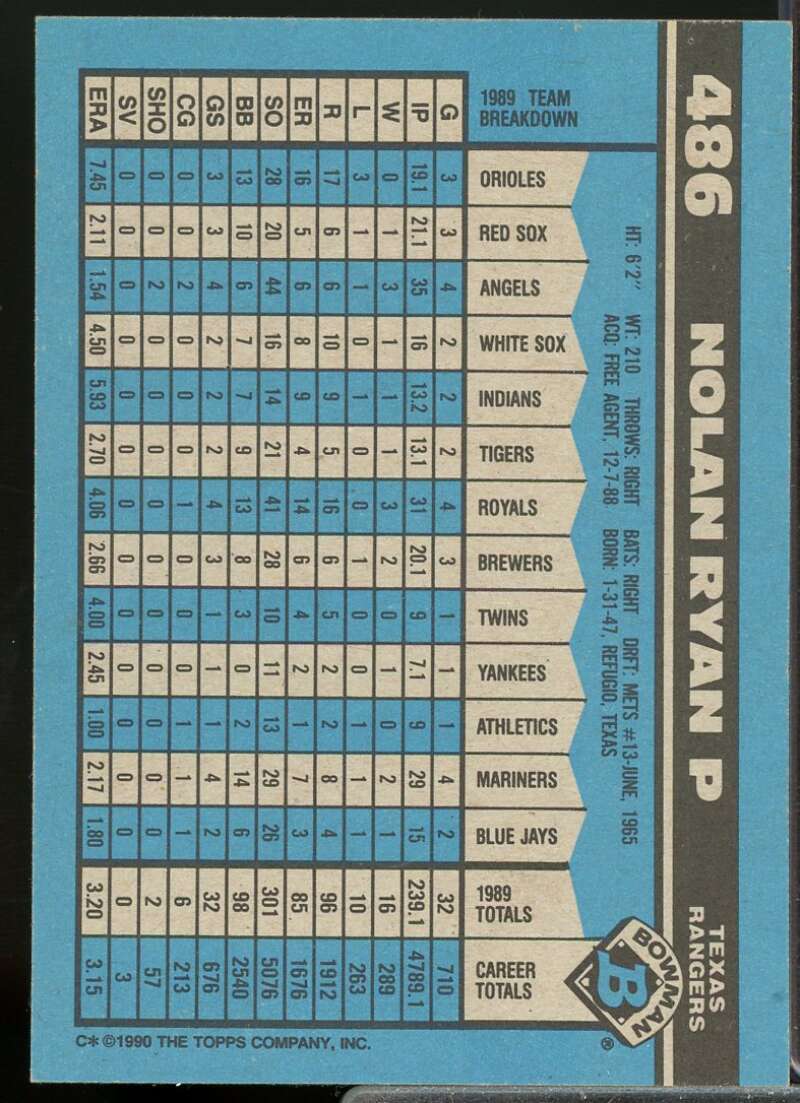 486 NOLAN RYAN P TEXAS RANGERS
HT: 6'2" WT: 210 THROWS: RIGHT BATS: RIGHT DRFT: METS #13-JUNE, 1965
ACQ: FREE AGENT, 12-7-88 BORN: 1-31-47, REFUGIO, TEXAS
BOWMAN
B
®
1989 TEAM BREAKDOWN G IP W L R ER SO BB GS CG SHO SV ERA
ORIOLES 3 19.1 0 3 17 16 28 13 3 0 0 0 7.45
RED SOX 3 21.1 1 1 6 5 20 10 3 0 0 0 2.11
ANGELS 4 35 3 1 6 6 44 6 4 2 2 0 1.54
WHITE SOX 2 16 1 0 10 8 16 7 2 0 0 0 4.50
INDIANS 2 13.2 1 1 9 9 14 7 2 0 0 0 5.93
TIGERS 2 13.1 1 0 5 4 21 9 2 0 0 0 2.70
ROYALS 4 31 3 0 16 14 41 13 4 1 0 0 4.06
BREWERS 3 20.1 2 1 6 6 28 8 3 0 0 0 2.66
TWINS 1 9 0 0 5 4 10 3 1 0 0 0 4.00
YANKEES 1 7.1 1 0 2 2 11 0 1 0 0 0 2.45
ATHLETICS 1 9 0 1 2 1 13 2 1 1 0 0 1.00
MARINERS 4 29 2 1 8 7 29 14 4 1 0 0 2.17
BLUE JAYS 2 15 1 1 4 3 26 6 2 1 0 0 1.80
1989 TOTALS 32 239.1 16 10 96 85 301 98 32 6 2 0 3.20
CAREER TOTALS 710 4789.1 289 263 1912 1676 5076 2540 676 213 57 3 3.15
C* ©1990 THE TOPPS COMPANY, INC.